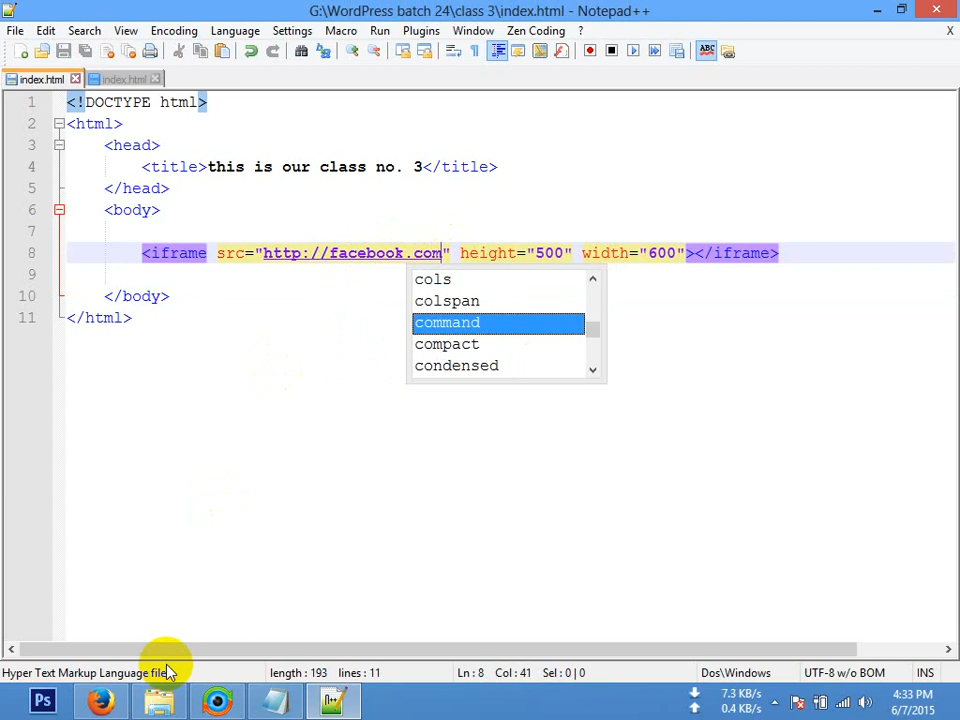 G:\WordPress batch 24\class 3\index.html - Notepad++
File Edit Search View Encoding Language Settings Macro Run Plugins Window Zen Coding ? X
ABC
index.html index.html
1 <!DOCTYPE html>
2 <html>
3 <head>
4 <title>this is our class no. 3</title>
5 </head>
6 <body>
7
8 <iframe src="http://facebook.com" height="500" width="600"></iframe>
9
10 </body>
11 </html>
cols
colspan
command
compact
condensed
Hyper Text Markup Language file length : 193 lines : 11 Ln : 8 Col : 41 Sel : 0 | 0 Dos\Windows UTF-8 w/o BOM INS
Ps
7.3 KB/s 4:33 PM
0.4 KB/s 6/7/2015